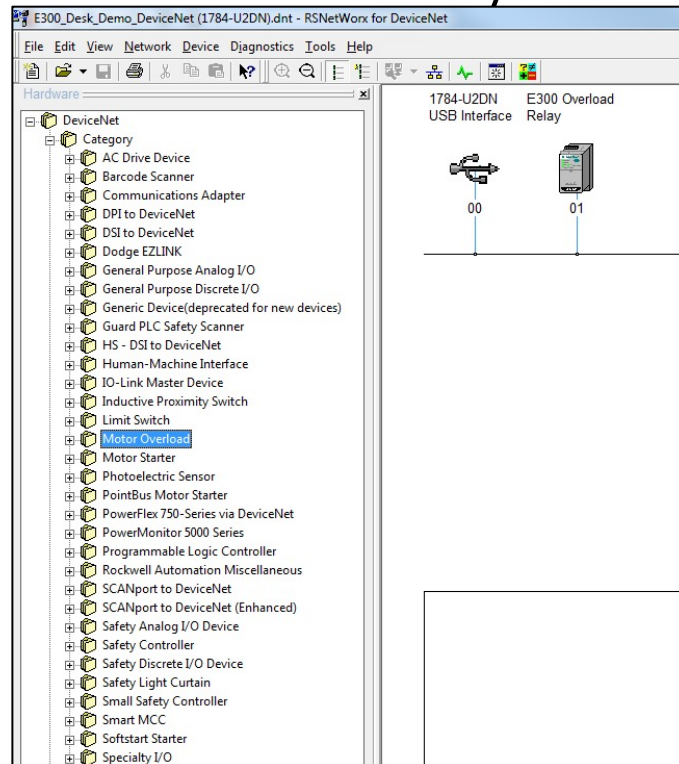 E300_Desk_Demo_DeviceNet (1784-U2DN).dnt - RSNetWorx for DeviceNet
File Edit View Network Device Diagnostics Tools Help
Hardware
DeviceNet
Category
AC Drive Device
Barcode Scanner
Communications Adapter
DPI to DeviceNet
DSI to DeviceNet
Dodge EZLINK
General Purpose Analog I/O
General Purpose Discrete I/O
Generic Device(deprecated for new devices)
Guard PLC Safety Scanner
HS - DSI to DeviceNet
Human-Machine Interface
IO-Link Master Device
Inductive Proximity Switch
Limit Switch
Motor Overload
Motor Starter
Photoelectric Sensor
PointBus Motor Starter
PowerFlex 750-Series via DeviceNet
PowerMonitor 5000 Series
Programmable Logic Controller
Rockwell Automation Miscellaneous
SCANport to DeviceNet
SCANport to DeviceNet (Enhanced)
Safety Analog I/O Device
Safety Controller
Safety Discrete I/O Device
Safety Light Curtain
Small Safety Controller
Smart MCC
Softstart Starter
Specialty I/O
1784-U2DN E300 Overload
USB Interface Relay
00 01